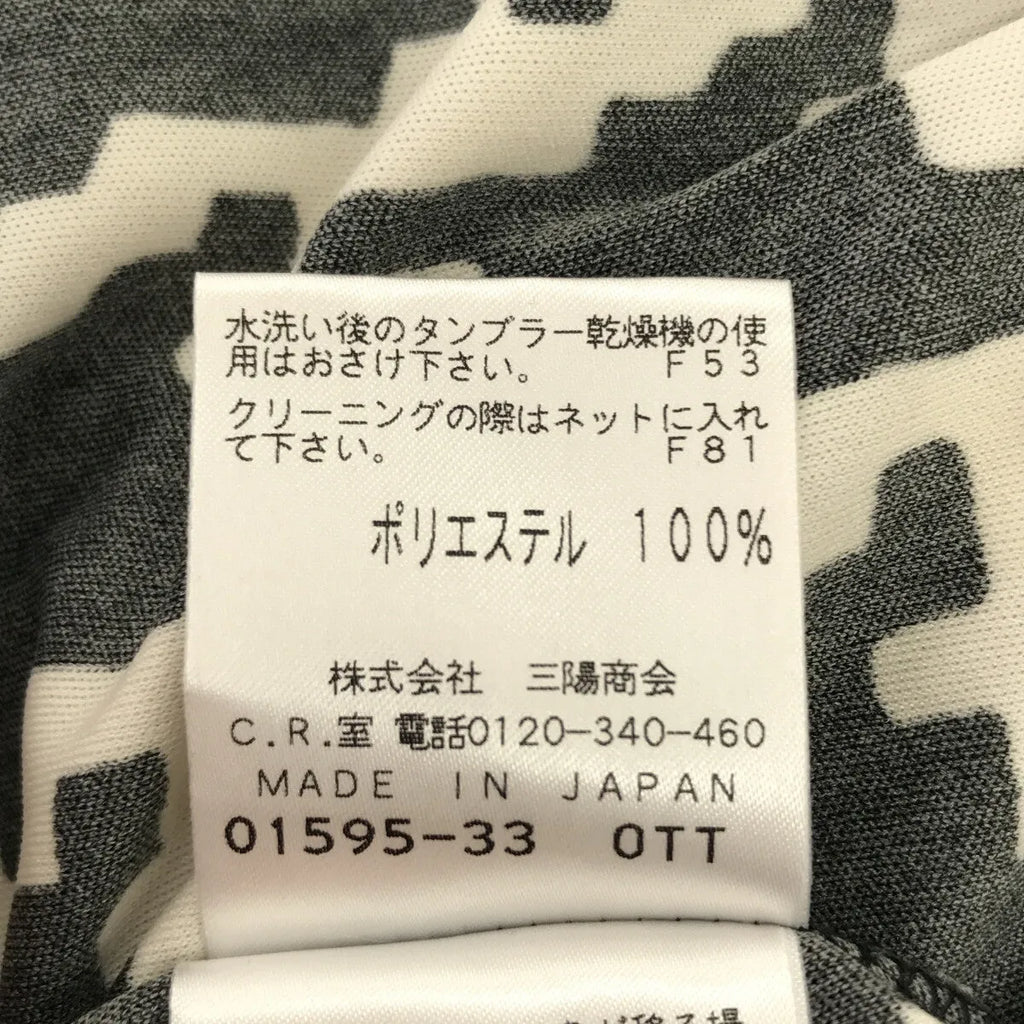 水洗い後のタンブラー乾燥機の使
用はおさけ下さい。 F53
クリーニングの際はネットに入れ
て下さい。 F81
ポリエステル 100%
株式会社 三陽商会
C.R.室 電話0120-340-460
MADE IN JAPAN
01595-33 OTT